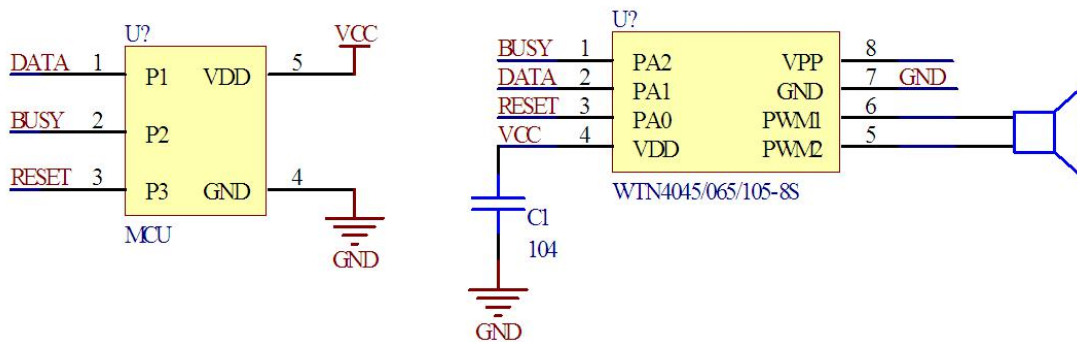 U?
VCC
DATA 1 P1 VDD 5
BUSY 2 P2
RESET 3 P3 GND 4
MCU
GND
U?
BUSY 1 PA2 VPP 8
DATA 2 PA1 GND 7 GND
RESET 3 PA0 PWM1 6
VCC 4 VDD PWM2 5
WTN4045/065/105-8S
C1
104
GND